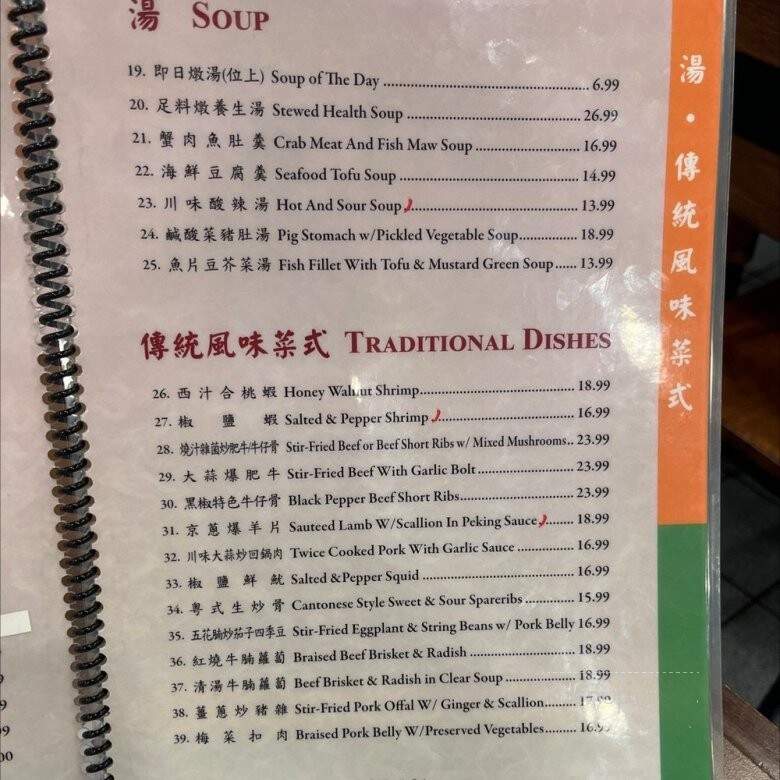 湯 SOUP
19. 即日燉湯(位上) Soup of The Day 6.99
20. 足料燉養生湯 Stewed Health Soup 26.99
21. 蟹肉魚肚羹 Crab Meat And Fish Maw Soup 16.99
22. 海鮮豆腐羹 Seafood Tofu Soup 14.99
23. 川味酸辣湯 Hot And Sour Soup 13.99
24. 鹹酸菜豬肚湯 Pig Stomach w/Pickled Vegetable Soup 18.99
25. 魚片豆芥菜湯 Fish Fillet With Tofu & Mustard Green Soup 13.99
傳統風味菜式 TRADITIONAL DISHES
26. 西汁合桃蝦 Honey Walnut Shrimp 18.99
27. 椒鹽蝦 Salted & Pepper Shrimp 16.99
28. 燒汁雜菌炒肥牛/牛仔骨 Stir-Fried Beef or Beef Short Ribs w/ Mixed Mushrooms 23.99
29. 大蒜爆肥牛 Stir-Fried Beef With Garlic Bolt 23.99
30. 黑椒特色牛仔骨 Black Pepper Beef Short Ribs 23.99
31. 京蔥爆羊片 Sauteed Lamb W/Scallion In Peking Sauce 18.99
32. 川味大蒜炒回鍋肉 Twice Cooked Pork With Garlic Sauce 16.99
33. 椒鹽鮮魷 Salted &Pepper Squid 16.99
34. 粵式生炒骨 Cantonese Style Sweet & Sour Spareribs 15.99
35. 五花腩炒茄子四季豆 Stir-Fried Eggplant & String Beans w/ Pork Belly 16.99
36. 紅燒牛腩蘿蔔 Braised Beef Brisket & Radish 18.99
37. 清湯牛腩蘿蔔 Beef Brisket & Radish in Clear Soup 18.99
38. 薑蔥炒豬雜 Stir-Fried Pork Offal W/ Ginger & Scallion
39. 梅菜扣肉 Braised Pork Belly W/Preserved Vegetables 16.99
湯・傳統風味菜式